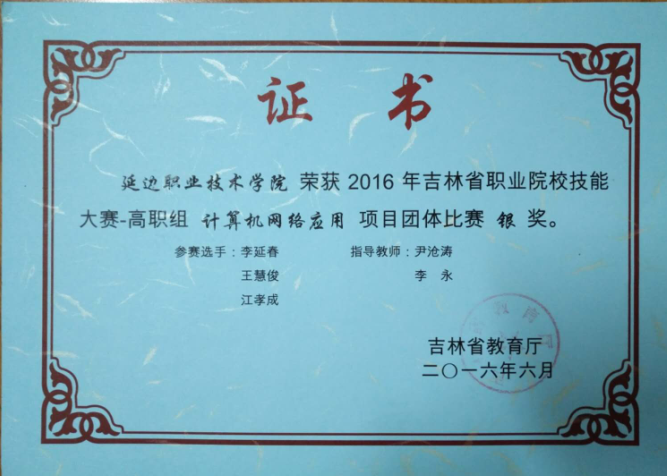 证 书
延边职业技术学院 荣获 2016 年吉林省职业院校技能
大赛-高职组 计算机网络应用 项目团体比赛 银 奖。
参赛选手：李延春 指导教师：尹沧涛
王慧俊 李 永
江孝成
吉林省教育厅
二〇一六年六月